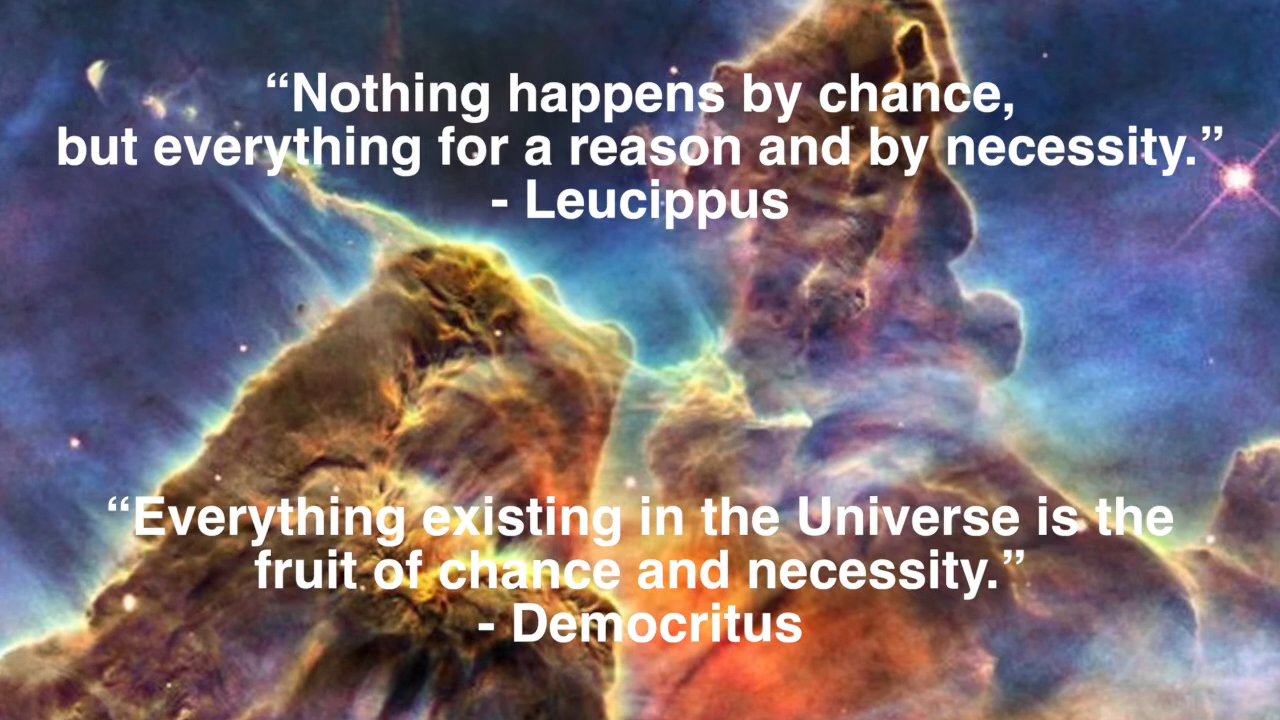 “Nothing happens by chance,
but everything for a reason and by necessity.”
- Leucippus
“Everything existing in the Universe is the
fruit of chance and necessity.”
- Democritus